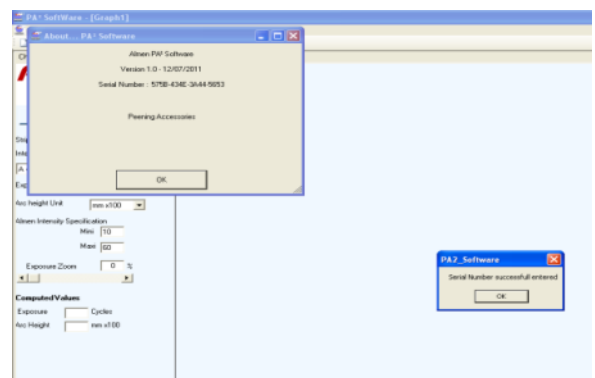 PA² SoftWare - [Graph1]
About... PA² Software
Almen PA² Software
Version 1.0 - 12/07/2011
Serial Number : 575B-434E-3A44-5653
Peening Accessories
OK
Arc height Unit
mm x100
Almen Intensity Specification
Mini 10
Maxi 60
Exposure Zoom 0 %
Computed Values
Exposure Cycles
Arc Height mm x100
PA2_Software
Serial Number successfull entered
OK